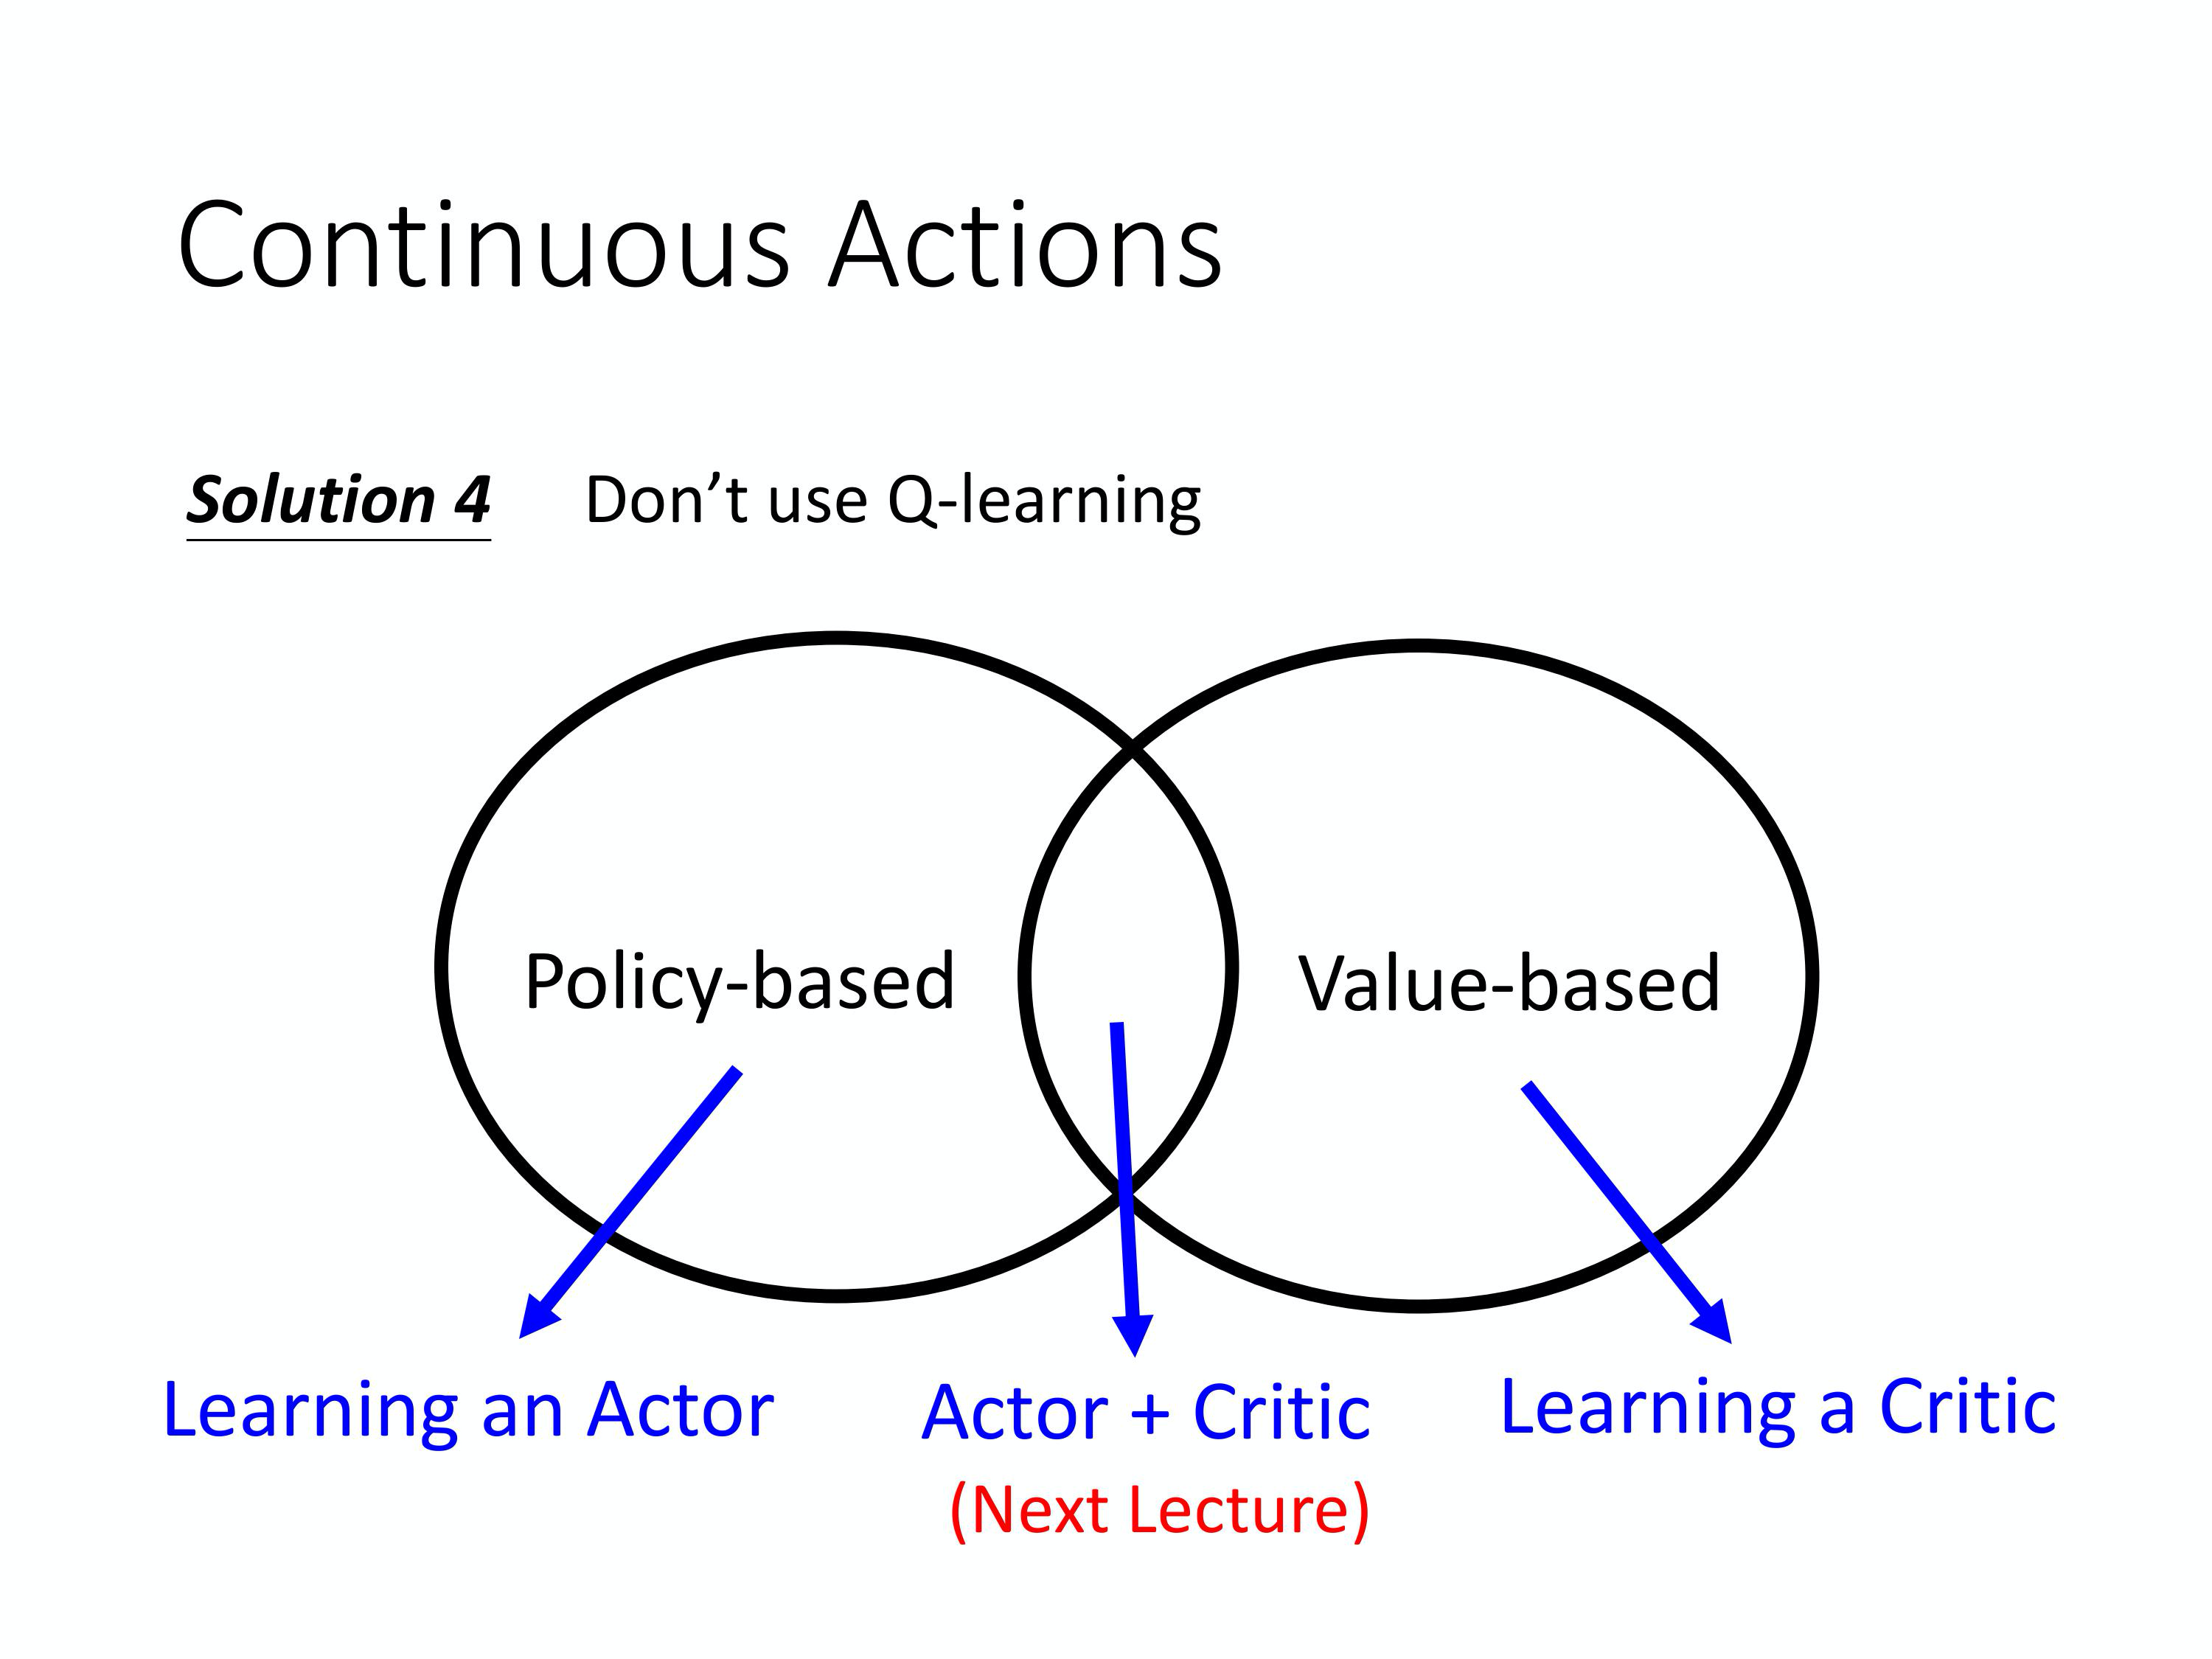 Continuous Actions
Solution 4 Don’t use Q-learning
Policy-based
Value-based
Learning an Actor
Actor + Critic
Learning a Critic
(Next Lecture)